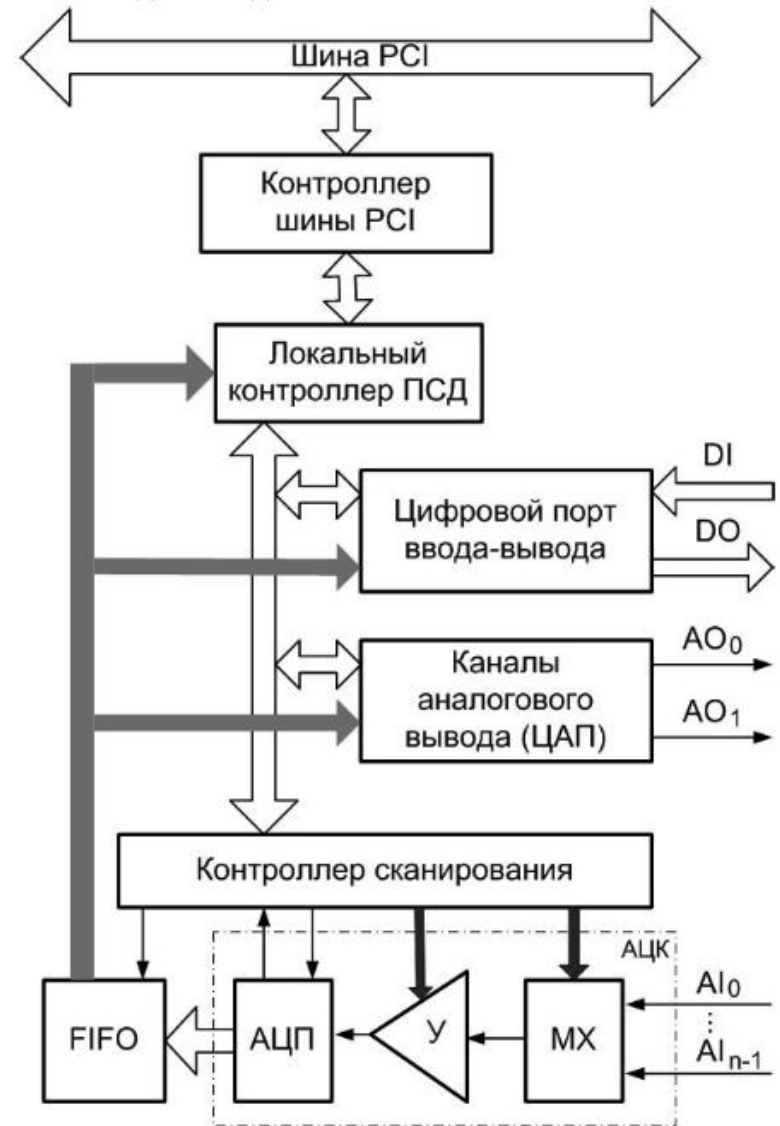 Шина PCI
Контроллер
шины PCI
Локальный
контроллер ПСД
DI
Цифровой порт
ввода-вывода
DO
AO0
Каналы
аналогового
вывода (ЦАП)
AO1
Контроллер сканирования
АЦК
FIFO
АЦП
У
MX
AI0
⋮
AIn-1